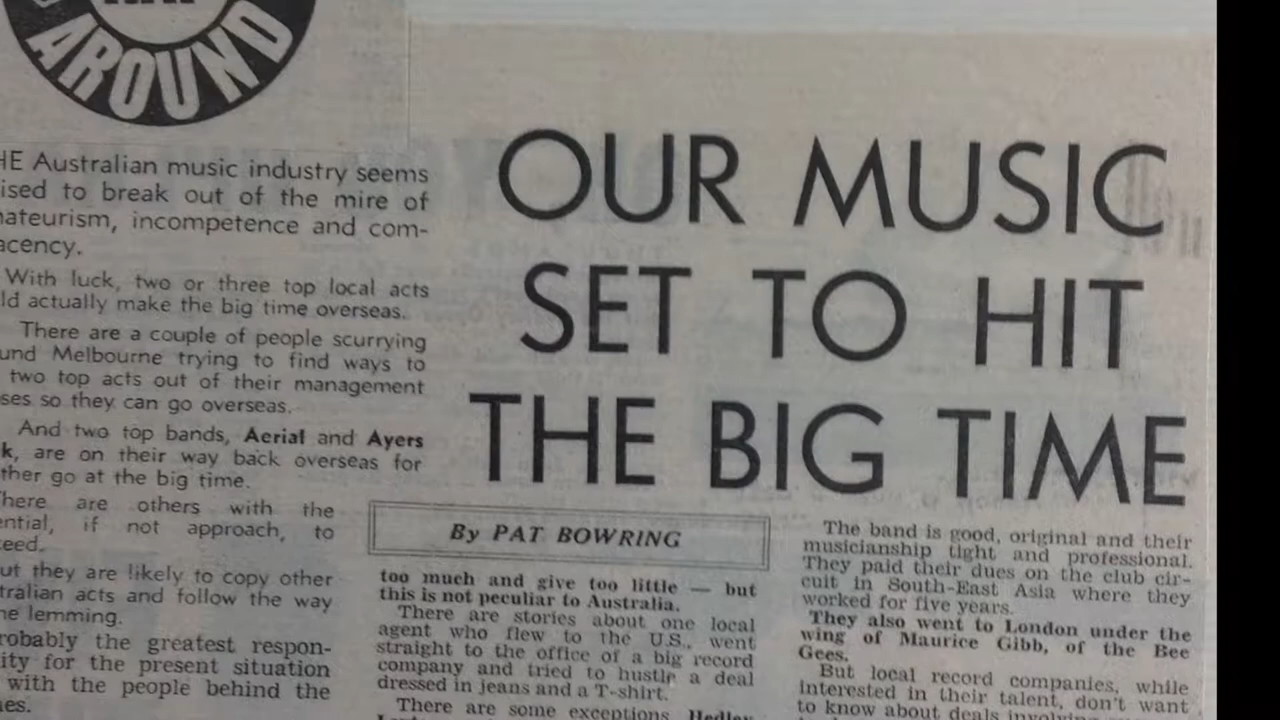 AROUND
OUR MUSIC
SET TO HIT
THE BIG TIME
HE Australian music industry seems
ised to break out of the mire of
ateurism, incompetence and com-
acency.
With luck, two or three top local acts
ld actually make the big time overseas.
There are a couple of people scurrying
und Melbourne trying to find ways to
two top acts out of their management
ses so they can go overseas.
And two top bands, Aerial and Ayers
k, are on their way back overseas for
ther go at the big time.
here are others with the
ential, if not approach, to
eed.
ut they are likely to copy other
tralian acts and follow the way
he lemming.
robably the greatest respon-
ity for the present situation
with the people behind the
es.
By PAT BOWRING
too much and give too little — but
this is not peculiar to Australia.
There are stories about one local
agent who flew to the U.S., went
straight to the office of a big record
company and tried to hustle a deal
dressed in jeans and a T-shirt.
There are some exceptions Hedley
The band is good, original and their
musicianship tight and professional.
They paid their dues on the club cir-
cuit in South-East Asia where they
worked for five years.
They also went to London under the
wing of Maurice Gibb, of the Bee
Gees.
But local record companies, while
interested in their talent, don't want
to know about deals involving